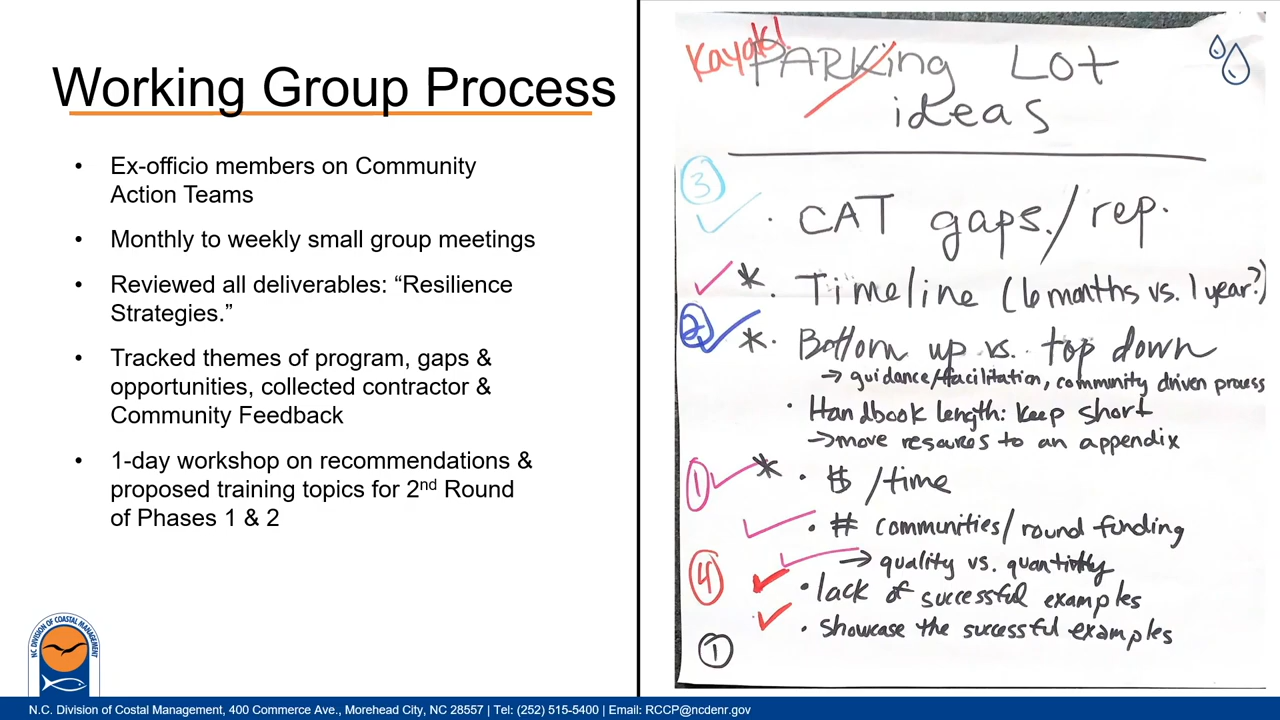 Working Group Process
• Ex-officio members on Community
Action Teams
• Monthly to weekly small group meetings
• Reviewed all deliverables: “Resilience
Strategies.”
• Tracked themes of program, gaps &
opportunities, collected contractor &
Community Feedback
• 1-day workshop on recommendations &
proposed training topics for 2nd Round
of Phases 1 & 2
NC DIVISION OF COASTAL MANAGEMENT
N.C. Division of Costal Management, 400 Commerce Ave., Morehead City, NC 28557 | Tel: (252) 515-5400 | Email: RCCP@ncdenr.gov
Kayaks!
PARKing Lot
ideas
3
• CAT gaps./rep.
*• Timeline (6 months vs. 1 year?)
2
*• Bottom up vs. top down
→ guidance/facilitation, community driven process
• Handbook length: keep short
→ move resources to an appendix
1 * • $ /time
• # communities/round funding
→ quality vs. quantity
4
• lack of successful examples
• showcase the successful examples
1